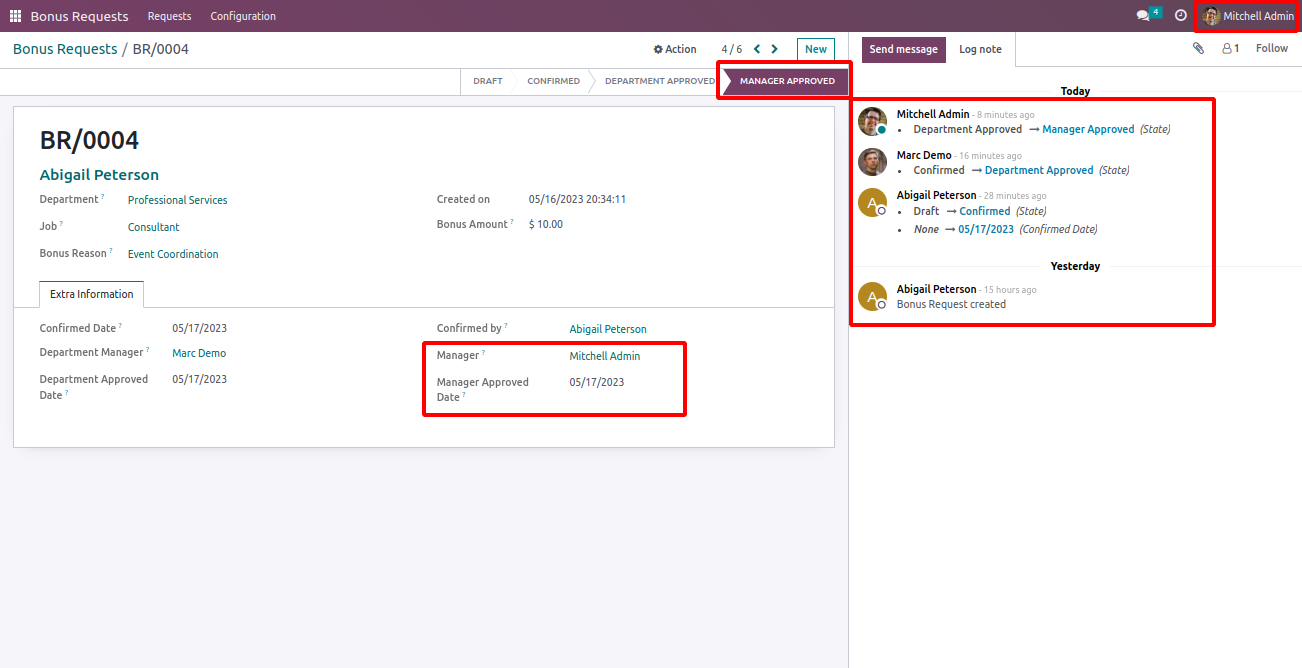 Bonus Requests Requests Configuration 4 Mitchell Admin
Bonus Requests / BR/0004 Action 4 / 6 New
Send message Log note 1 Follow
DRAFT CONFIRMED DEPARTMENT APPROVED MANAGER APPROVED
BR/0004
Abigail Peterson
Department ? Professional Services
Created on 05/16/2023 20:34:11
Job ? Consultant
Bonus Amount ? $ 10.00
Bonus Reason ? Event Coordination
Extra Information
Confirmed Date ? 05/17/2023
Confirmed by ? Abigail Peterson
Department Manager ? Marc Demo
Manager ? Mitchell Admin
Department Approved 05/17/2023
Date ?
Manager Approved 05/17/2023
Date ?
Today
Mitchell Admin - 8 minutes ago
• Department Approved → Manager Approved (State)
Marc Demo - 16 minutes ago
• Confirmed → Department Approved (State)
A
Abigail Peterson - 28 minutes ago
• Draft → Confirmed (State)
• None → 05/17/2023 (Confirmed Date)
Yesterday
A
Abigail Peterson - 15 hours ago
Bonus Request created